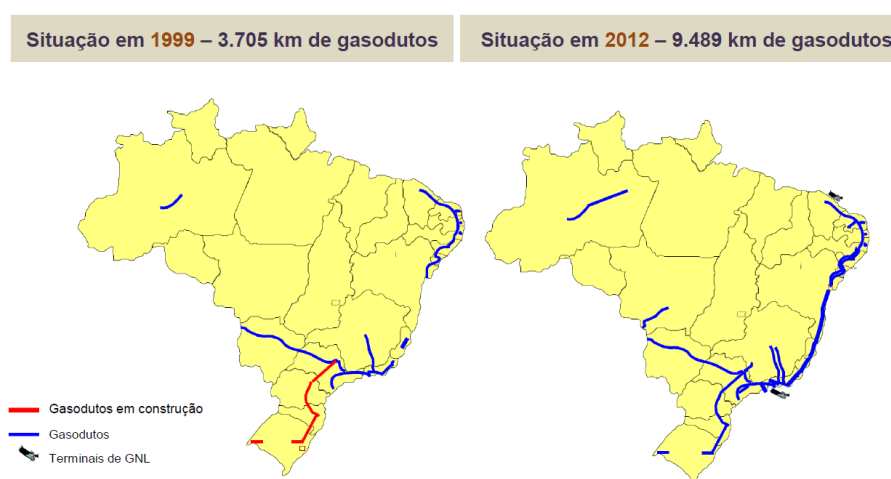 Situação em 1999 – 3.705 km de gasodutos
Situação em 2012 – 9.489 km de gasodutos
Gasodutos em construção
Gasodutos
Terminais de GNL